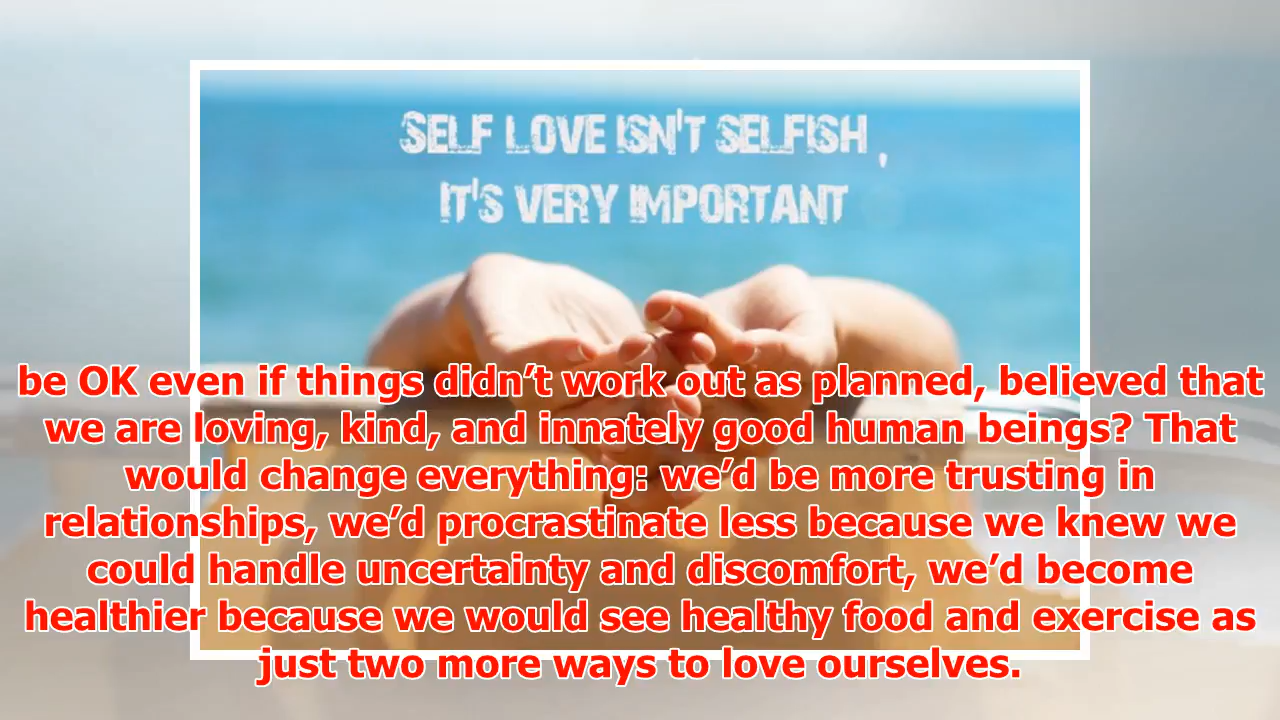 SELF LOVE ISN'T SELFISH ,
IT'S VERY IMPORTANT
be OK even if things didn’t work out as planned, believed that
we are loving, kind, and innately good human beings? That
would change everything: we’d be more trusting in
relationships, we’d procrastinate less because we knew we
could handle uncertainty and discomfort, we’d become
healthier because we would see healthy food and exercise as
just two more ways to love ourselves.